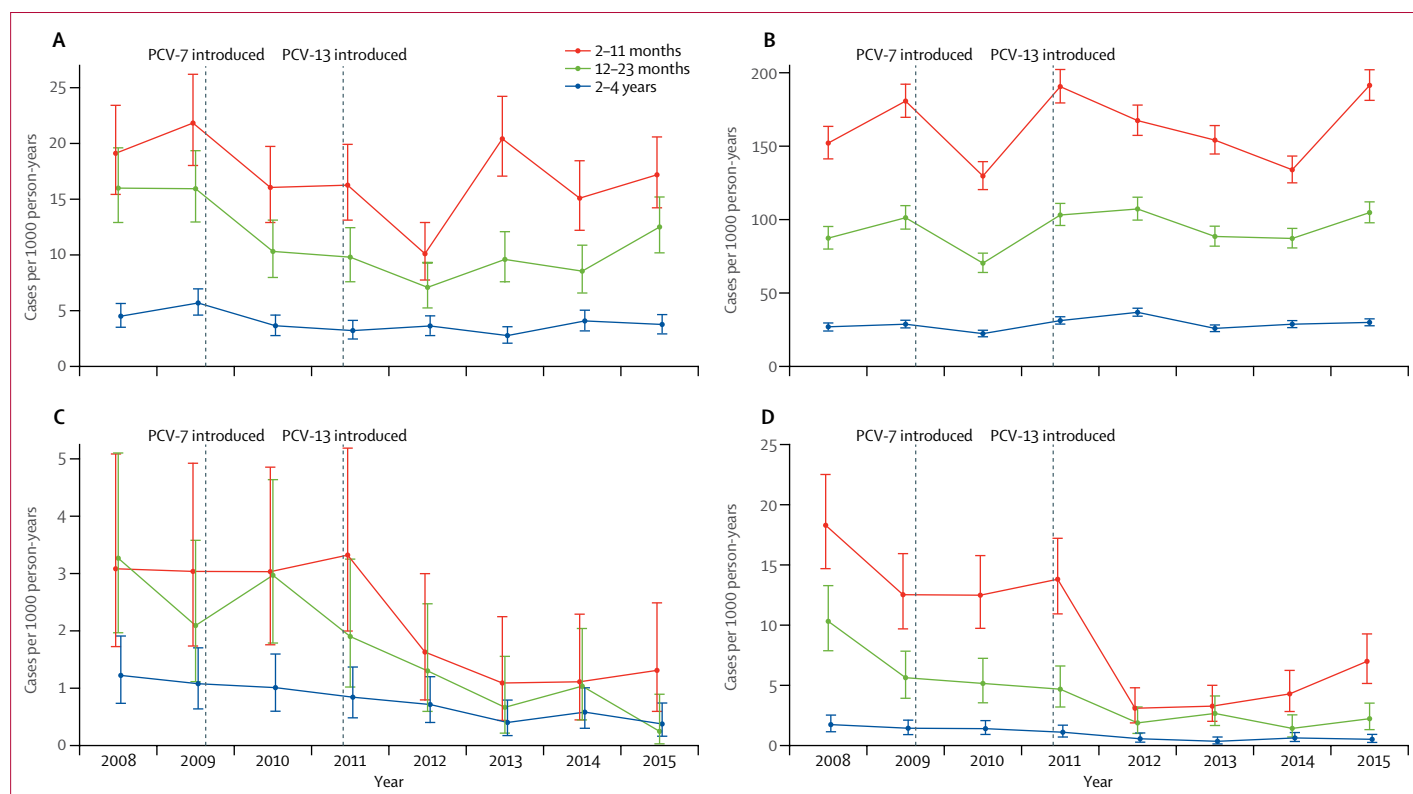 A
PCV-7 introduced
PCV-13 introduced
2–11 months
12–23 months
2–4 years
Cases per 1000 person-years
25
20
15
10
5
0
B
PCV-7 introduced
PCV-13 introduced
Cases per 1000 person-years
200
150
100
50
0
C
PCV-7 introduced
PCV-13 introduced
Cases per 1000 person-years
5
4
3
2
1
0
2008 2009 2010 2011 2012 2013 2014 2015
Year
D
PCV-7 introduced
PCV-13 introduced
Cases per 1000 person-years
25
20
15
10
5
0
2008 2009 2010 2011 2012 2013 2014 2015
Year